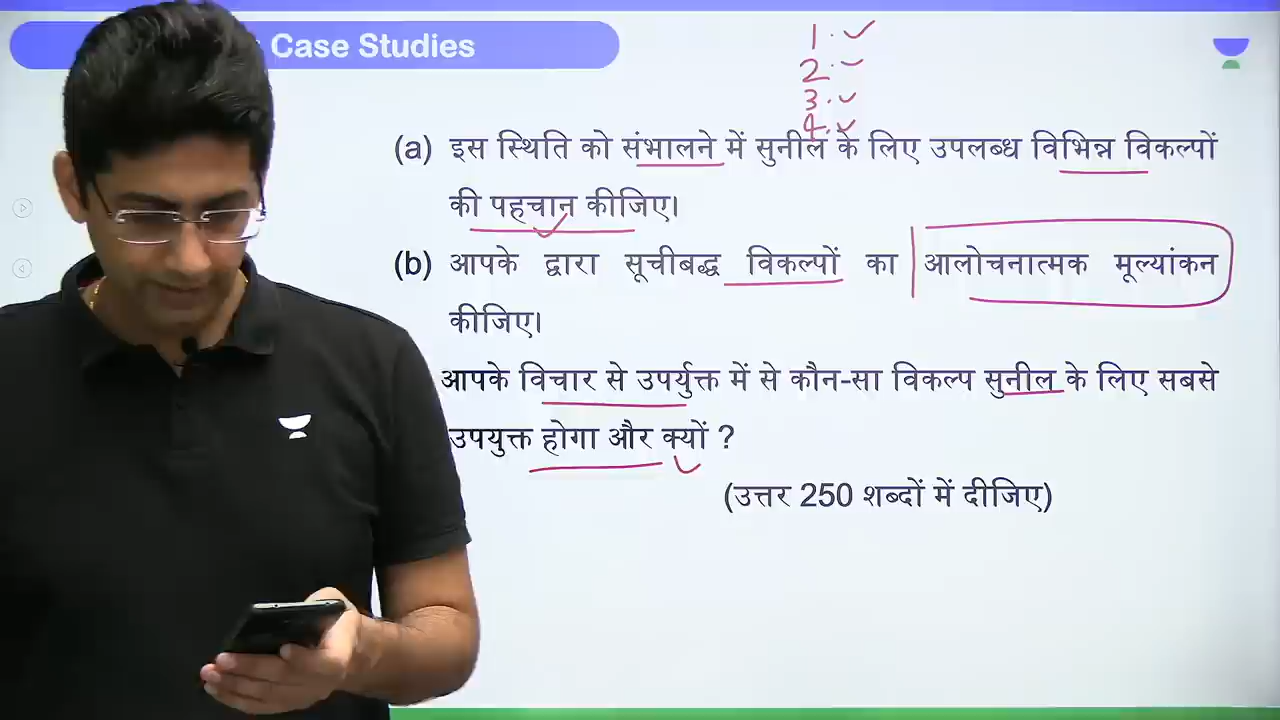 Case Studies
1. ✓
2. ✓
3. ✓
4. ✓
(a) इस स्थिति को संभालने में सुनील के लिए उपलब्ध विभिन्न विकल्पों
की पहचान कीजिए।
(b) आपके द्वारा सूचीबद्ध विकल्पों का आलोचनात्मक मूल्यांकन
कीजिए।
आपके विचार से उपर्युक्त में से कौन-सा विकल्प सुनील के लिए सबसे
उपयुक्त होगा और क्यों ?
(उत्तर 250 शब्दों में दीजिए)